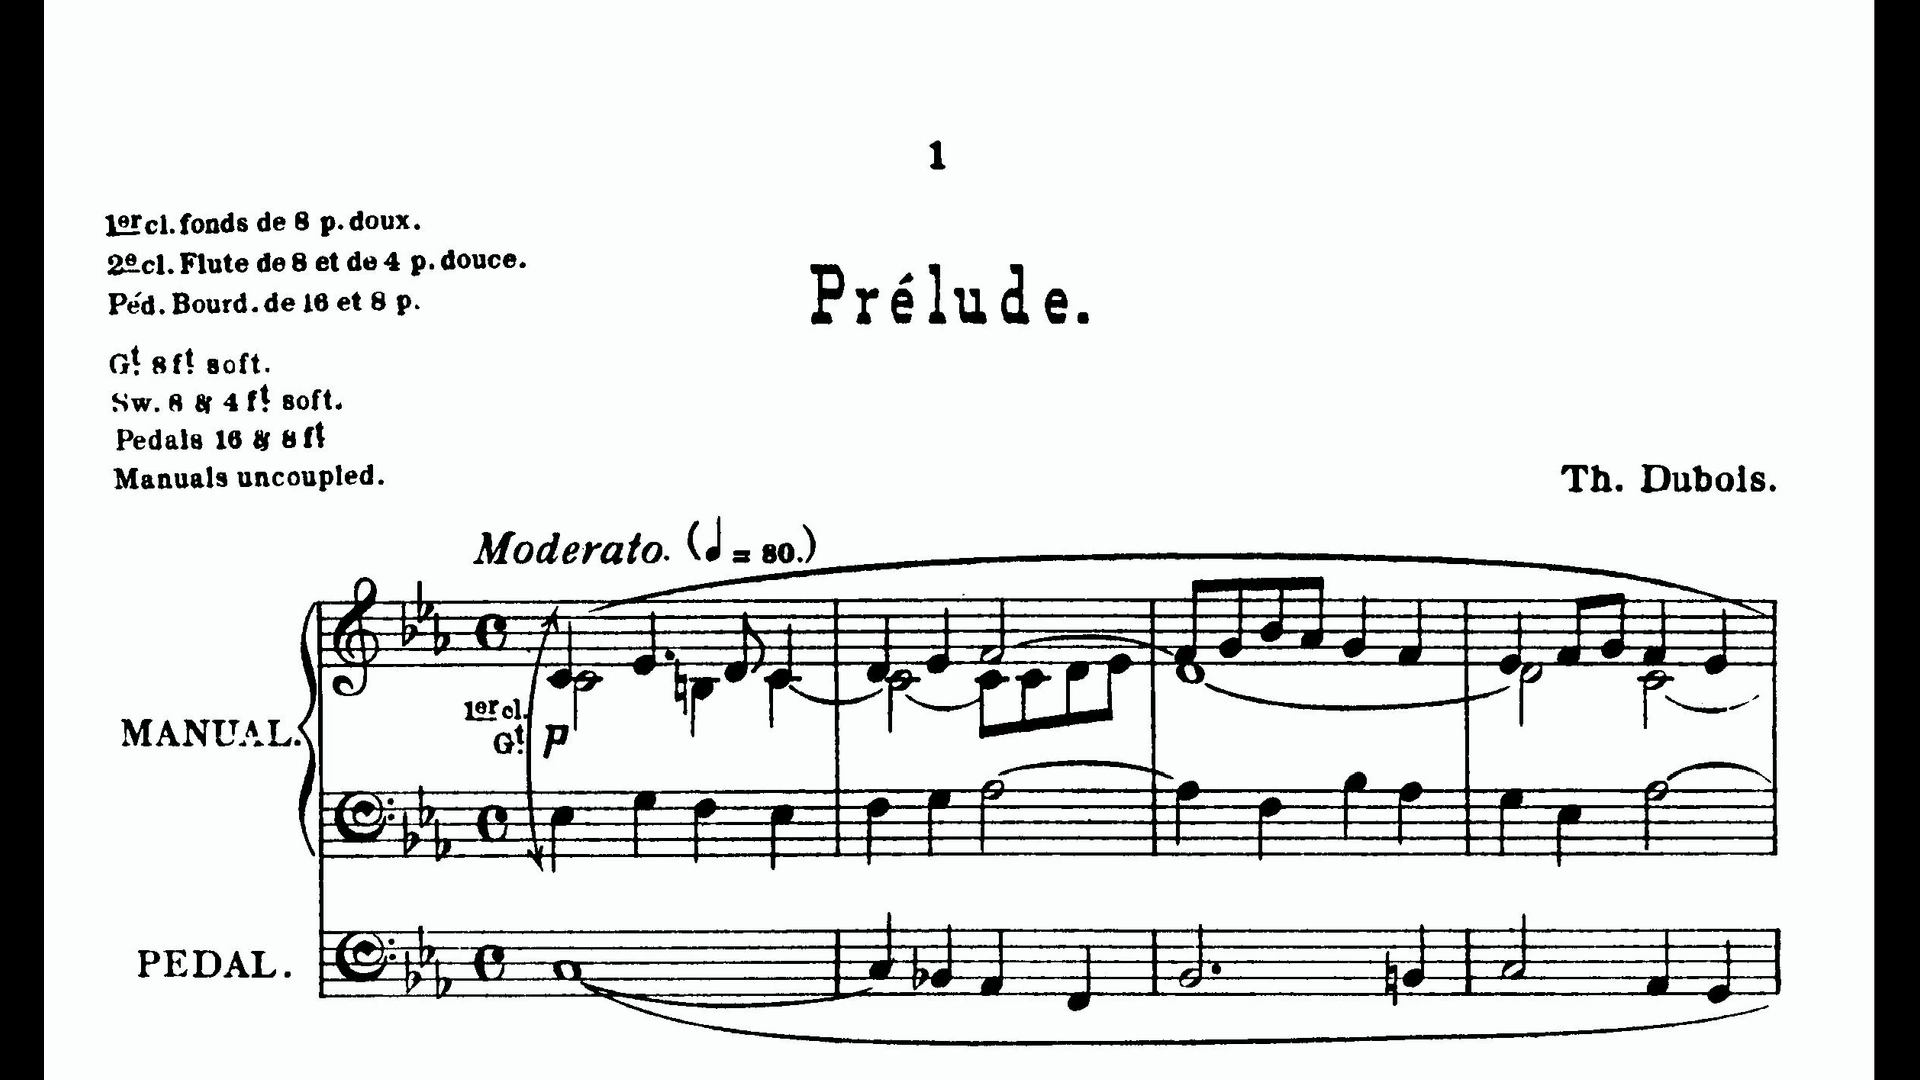 1
1er cl. fonds de 8 p. doux.
2e cl. Flute de 8 et de 4 p. douce.
Péd. Bourd. de 16 et 8 p.
Prélude.
Gt. 8 ft. soft.
Sw. 8 & 4 ft. soft.
Pedals 16 & 8 ft
Manuals uncoupled.
Th. Dubois.
Moderato. (♩ = 80.)
1er cl.
Gt.
p
MANUAL.
PEDAL.